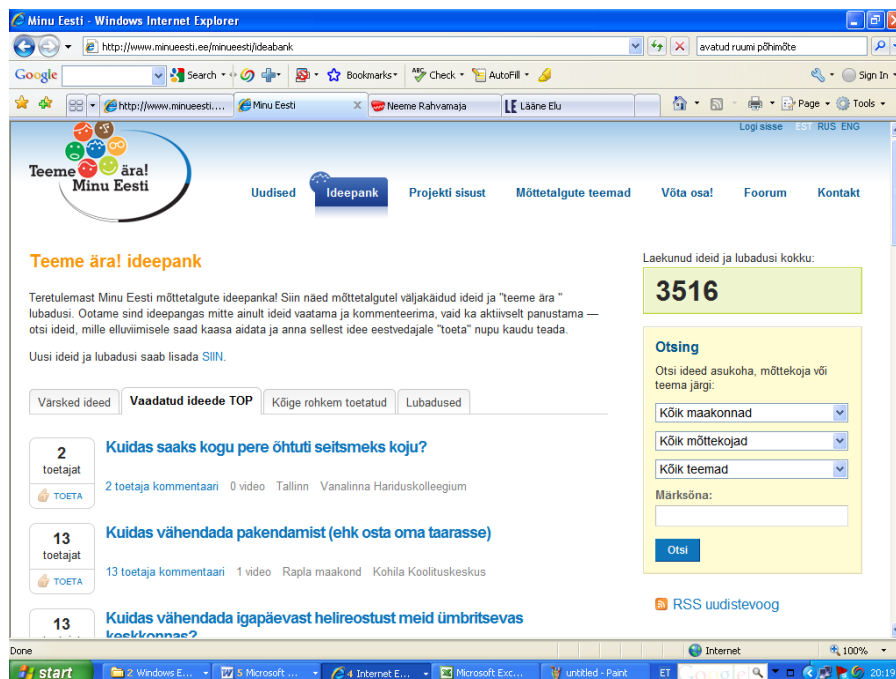 Minu Eesti - Windows Internet Explorer
http://www.minueesti.ee/minueesti/ideabank
avatud ruumi põhimõte
Google
Search
Bookmarks
Check
AutoFill
Sign In
http://www.minueesti....
Minu Eesti
Neeme Rahvamaja
LE Lääne Elu
Page
Tools
Logi sisse EST RUS ENG
Teeme ära!
Minu Eesti
Uudised Ideepank Projekti sisust Mõttetalgute teemad Võta osa! Foorum Kontakt
Teeme ära! ideepank
Teretulemast Minu Eesti mõttetalgute ideepanka! Siin näed mõttetalgutel väljakäidud ideid ja "teeme ära "
lubadusi. Ootame sind ideepangas mitte ainult ideid vaatama ja kommenteerima, vaid ka aktiivselt panustama —
otsi ideid, mille elluviimisele saad kaasa aidata ja anna sellest idee eestvedajale "toeta" nupu kaudu teada.
Uusi ideid ja lubadusi saab lisada SIIN.
Värsked ideed Vaadatud ideede TOP Kõige rohkem toetatud Lubadused
2
toetajat
TOETA
Kuidas saaks kogu pere õhtuti seitsmeks koju?
2 toetaja kommentaari 0 video Tallinn Vanalinna Hariduskolleegium
13
toetajat
TOETA
Kuidas vähendada pakendamist (ehk osta oma taarasse)
13 toetaja kommentaari 1 video Rapla maakond Kohila Koolituskeskus
13
Kuidas vähendada igapäevast helireostust meid ümbritsevas
keskkonnas?
Laekunud ideid ja lubadusi kokku:
3516
Otsing
Otsi ideed asukoha, mõttekoja või
teema järgi:
Kõik maakonnad
Kõik mõttekojad
Kõik teemad
Märksõna:
Otsi
RSS uudistevoog
Done
Internet
100%
start
2 Windows E...
5 Microsoft ...
4 Internet E...
Microsoft Exc...
untitled - Paint
ET
Google
20:19